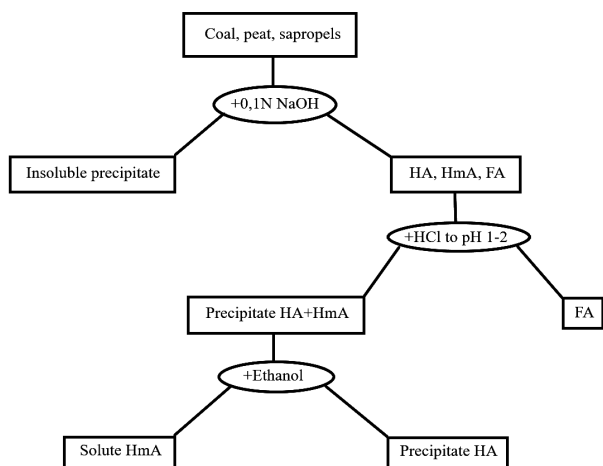 Coal, peat, sapropels
+0,1N NaOH
Insoluble precipitate
HA, HmA, FA
+HCl to pH 1-2
Precipitate HA+HmA
FA
+Ethanol
Solute HmA
Precipitate HA